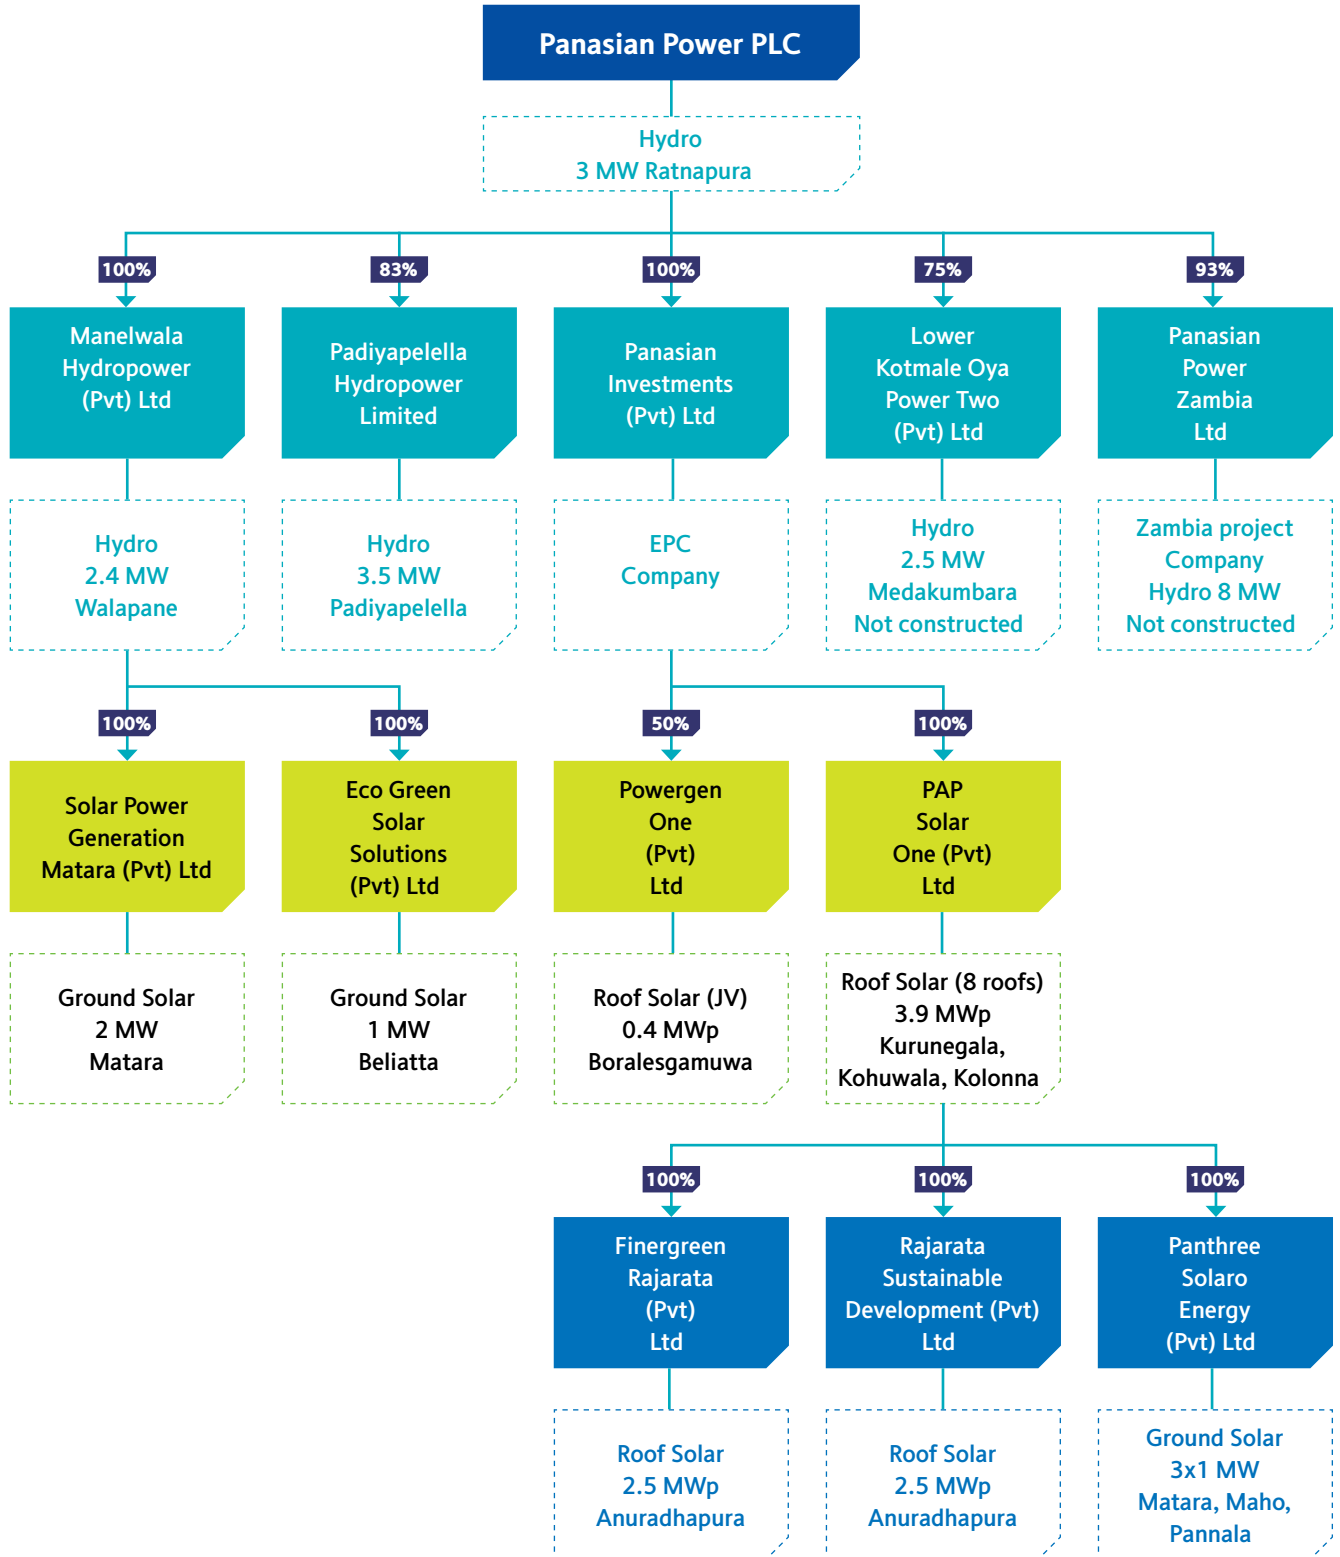 Panasian Power PLC
Hydro
3 MW Ratnapura
100%
83%
100%
75%
93%
Manelwala
Hydropower
(Pvt) Ltd
Padiyapelella
Hydropower
Limited
Panasian
Investments
(Pvt) Ltd
Lower
Kotmale Oya
Power Two
(Pvt) Ltd
Panasian
Power
Zambia
Ltd
Hydro
2.4 MW
Walapane
Hydro
3.5 MW
Padiyapelella
EPC
Company
Hydro
2.5 MW
Medakumbara
Not constructed
Zambia project
Company
Hydro 8 MW
Not constructed
100%
100%
50%
100%
Solar Power
Generation
Matara (Pvt) Ltd
Eco Green
Solar
Solutions
(Pvt) Ltd
Powergen
One
(Pvt)
Ltd
PAP
Solar
One (Pvt)
Ltd
Ground Solar
2 MW
Matara
Ground Solar
1 MW
Beliatta
Roof Solar (JV)
0.4 MWp
Boralesgamuwa
Roof Solar (8 roofs)
3.9 MWp
Kurunegala,
Kohuwala, Kolonna
100%
100%
100%
Finergreen
Rajarata
(Pvt)
Ltd
Rajarata
Sustainable
Development (Pvt)
Ltd
Panthree
Solaro
Energy
(Pvt) Ltd
Roof Solar
2.5 MWp
Anuradhapura
Roof Solar
2.5 MWp
Anuradhapura
Ground Solar
3x1 MW
Matara, Maho,
Pannala